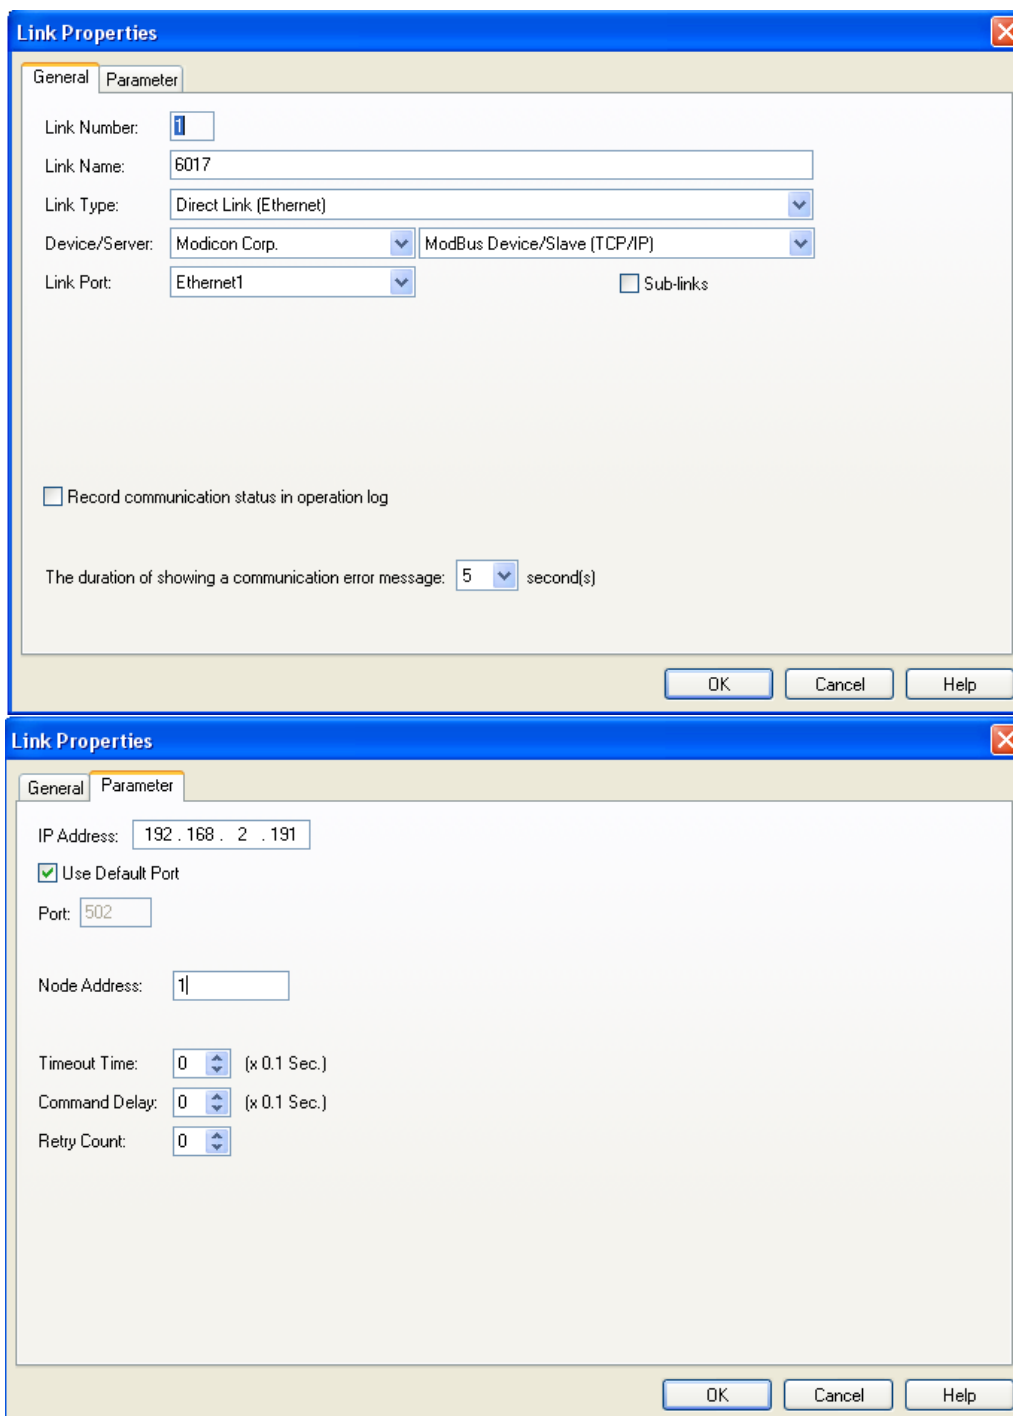 Link Properties
General Parameter
Link Number: 1
Link Name: 6017
Link Type: Direct Link (Ethernet)
Device/Server: Modicon Corp. ModBus Device/Slave (TCP/IP)
Link Port: Ethernet1 Sub-links
Record communication status in operation log
The duration of showing a communication error message: 5 second(s)
OK Cancel Help
Link Properties
General Parameter
IP Address: 192 . 168 . 2 . 191
Use Default Port
Port: 502
Node Address: 1
Timeout Time: 0 (x 0.1 Sec.)
Command Delay: 0 (x 0.1 Sec.)
Retry Count: 0
OK Cancel Help